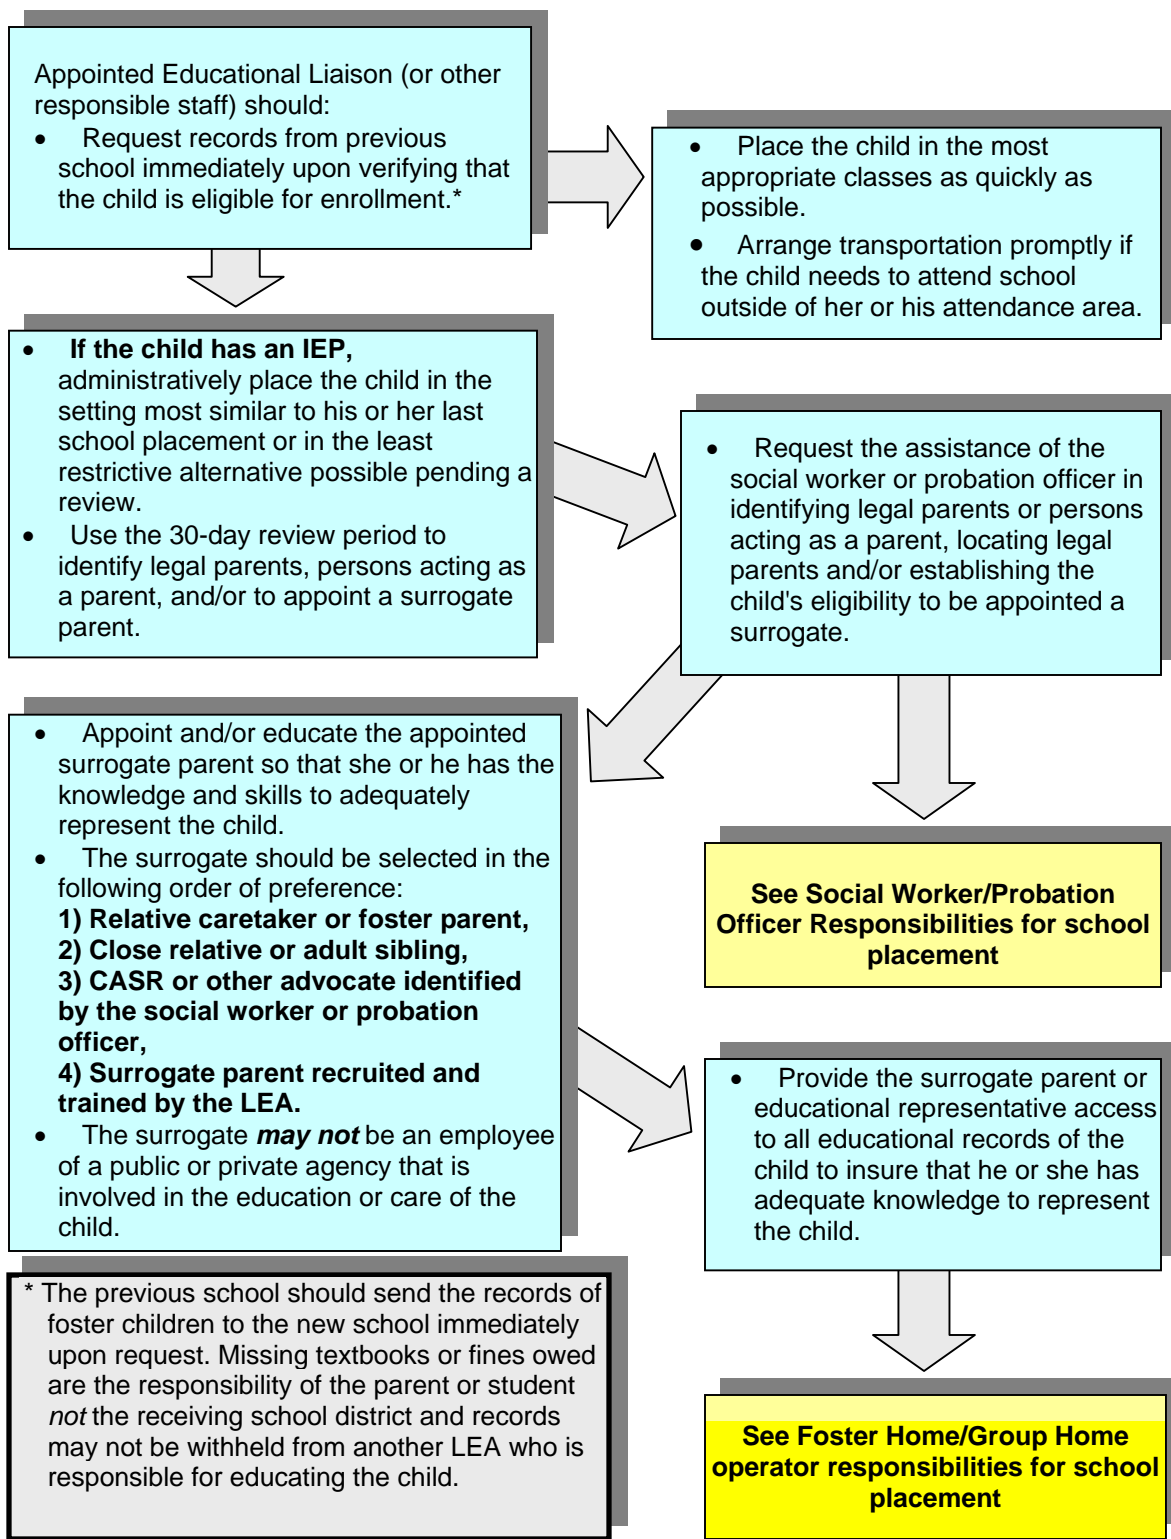 Appointed Educational Liaison (or other
responsible staff) should:
• Request records from previous
school immediately upon verifying that
the child is eligible for enrollment.*
• Place the child in the most
appropriate classes as quickly as
possible.
• Arrange transportation promptly if
the child needs to attend school
outside of her or his attendance area.
• If the child has an IEP,
administratively place the child in the
setting most similar to his or her last
school placement or in the least
restrictive alternative possible pending a
review.
• Use the 30-day review period to
identify legal parents, persons acting as
a parent, and/or to appoint a surrogate
parent.
• Request the assistance of the
social worker or probation officer in
identifying legal parents or persons
acting as a parent, locating legal
parents and/or establishing the
child's eligibility to be appointed a
surrogate.
• Appoint and/or educate the appointed
surrogate parent so that she or he has the
knowledge and skills to adequately
represent the child.
• The surrogate should be selected in the
following order of preference:
1) Relative caretaker or foster parent,
2) Close relative or adult sibling,
3) CASR or other advocate identified
by the social worker or probation
officer,
4) Surrogate parent recruited and
trained by the LEA.
• The surrogate may not be an employee
of a public or private agency that is
involved in the education or care of the
child.
See Social Worker/Probation
Officer Responsibilities for school
placement
• Provide the surrogate parent or
educational representative access
to all educational records of the
child to insure that he or she has
adequate knowledge to represent
the child.
* The previous school should send the records of
foster children to the new school immediately
upon request. Missing textbooks or fines owed
are the responsibility of the parent or student
not the receiving school district and records
may not be withheld from another LEA who is
responsible for educating the child.
See Foster Home/Group Home
operator responsibilities for school
placement